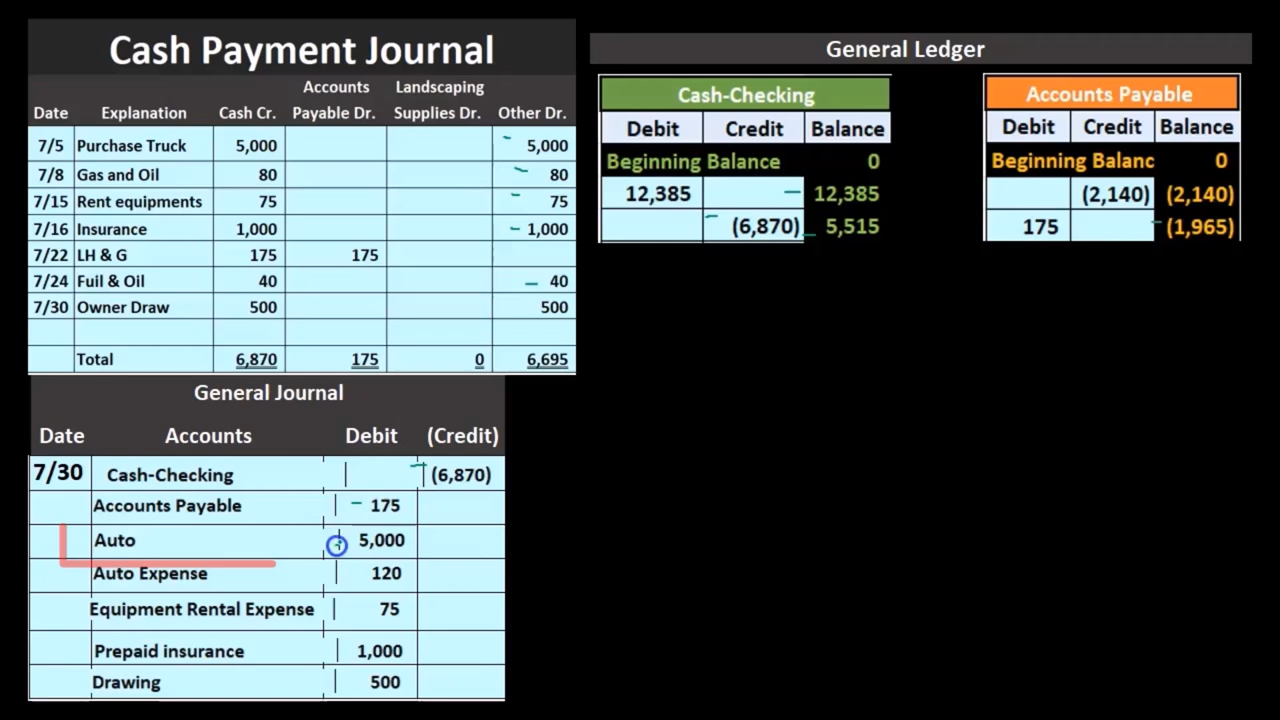 Cash Payment Journal
Accounts Landscaping
Date Explanation Cash Cr. Payable Dr. Supplies Dr. Other Dr.
7/5 Purchase Truck 5,000 5,000
7/8 Gas and Oil 80 80
7/15 Rent equipments 75 75
7/16 Insurance 1,000 1,000
7/22 LH & G 175 175
7/24 Fuil & Oil 40 40
7/30 Owner Draw 500 500
Total 6,870 175 0 6,695
General Journal
Date Accounts Debit (Credit)
7/30 Cash-Checking (6,870)
Accounts Payable 175
Auto 5,000
Auto Expense 120
Equipment Rental Expense 75
Prepaid insurance 1,000
Drawing 500
General Ledger
Cash-Checking
Debit Credit Balance
Beginning Balance 0
12,385 12,385
(6,870) 5,515
Accounts Payable
Debit Credit Balance
Beginning Balanc 0
(2,140) (2,140)
175 (1,965)